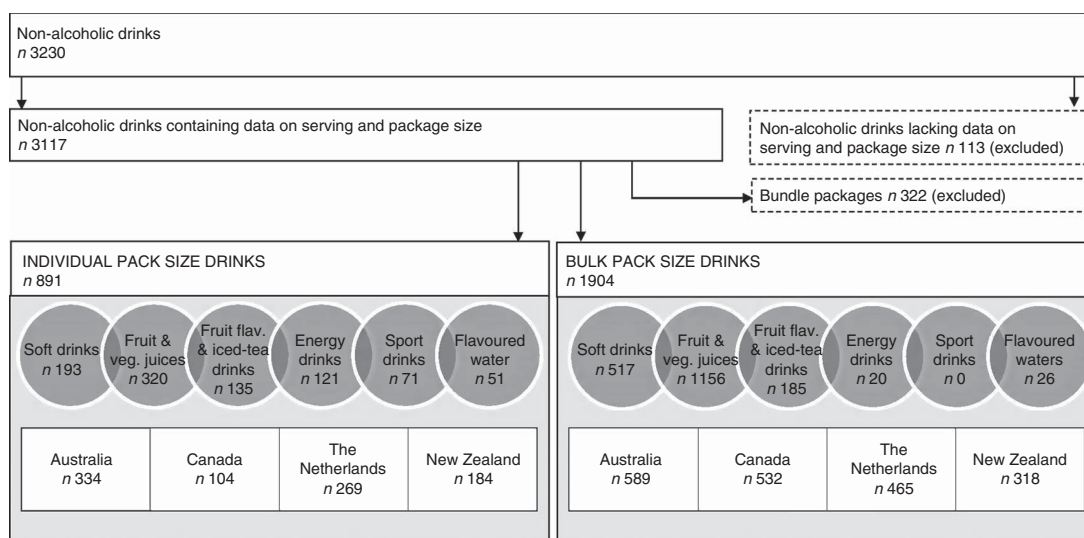 Non-alcoholic drinks
n 3230
Non-alcoholic drinks containing data on serving and package size
n 3117
Non-alcoholic drinks lacking data on
serving and package size n 113 (excluded)
Bundle packages n 322 (excluded)
INDIVIDUAL PACK SIZE DRINKS
n 891
Soft drinks
n 193
Fruit &
veg. juices
n 320
Fruit flav.
& iced-tea
drinks
n 135
Energy
drinks
n 121
Sport
drinks
n 71
Flavoured
water
n 51
Australia
n 334
Canada
n 104
The
Netherlands
n 269
New Zealand
n 184
BULK PACK SIZE DRINKS
n 1904
Soft drinks
n 517
Fruit &
veg. juices
n 1156
Fruit flav.
& iced-tea
drinks
n 185
Energy
drinks
n 20
Sport
drinks
n 0
Flavoured
waters
n 26
Australia
n 589
Canada
n 532
The
Netherlands
n 465
New Zealand
n 318